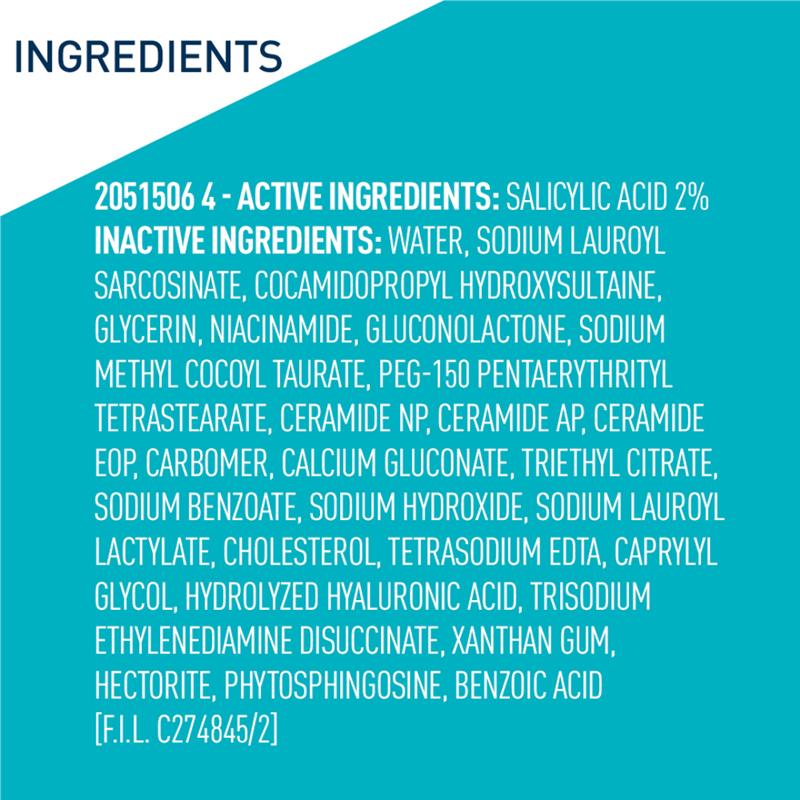 INGREDIENTS
2051506 4 - ACTIVE INGREDIENTS: SALICYLIC ACID 2%
INACTIVE INGREDIENTS: WATER, SODIUM LAUROYL
SARCOSINATE, COCAMIDOPROPYL HYDROXYSULTAINE,
GLYCERIN, NIACINAMIDE, GLUCONOLACTONE, SODIUM
METHYL COCOYL TAURATE, PEG-150 PENTAERYTHRITYL
TETRASTEARATE, CERAMIDE NP, CERAMIDE AP, CERAMIDE
EOP, CARBOMER, CALCIUM GLUCONATE, TRIETHYL CITRATE,
SODIUM BENZOATE, SODIUM HYDROXIDE, SODIUM LAUROYL
LACTYLATE, CHOLESTEROL, TETRASODIUM EDTA, CAPRYLYL
GLYCOL, HYDROLYZED HYALURONIC ACID, TRISODIUM
ETHYLENEDIAMINE DISUCCINATE, XANTHAN GUM,
HECTORITE, PHYTOSPHINGOSINE, BENZOIC ACID
[F.I.L. C274845/2]